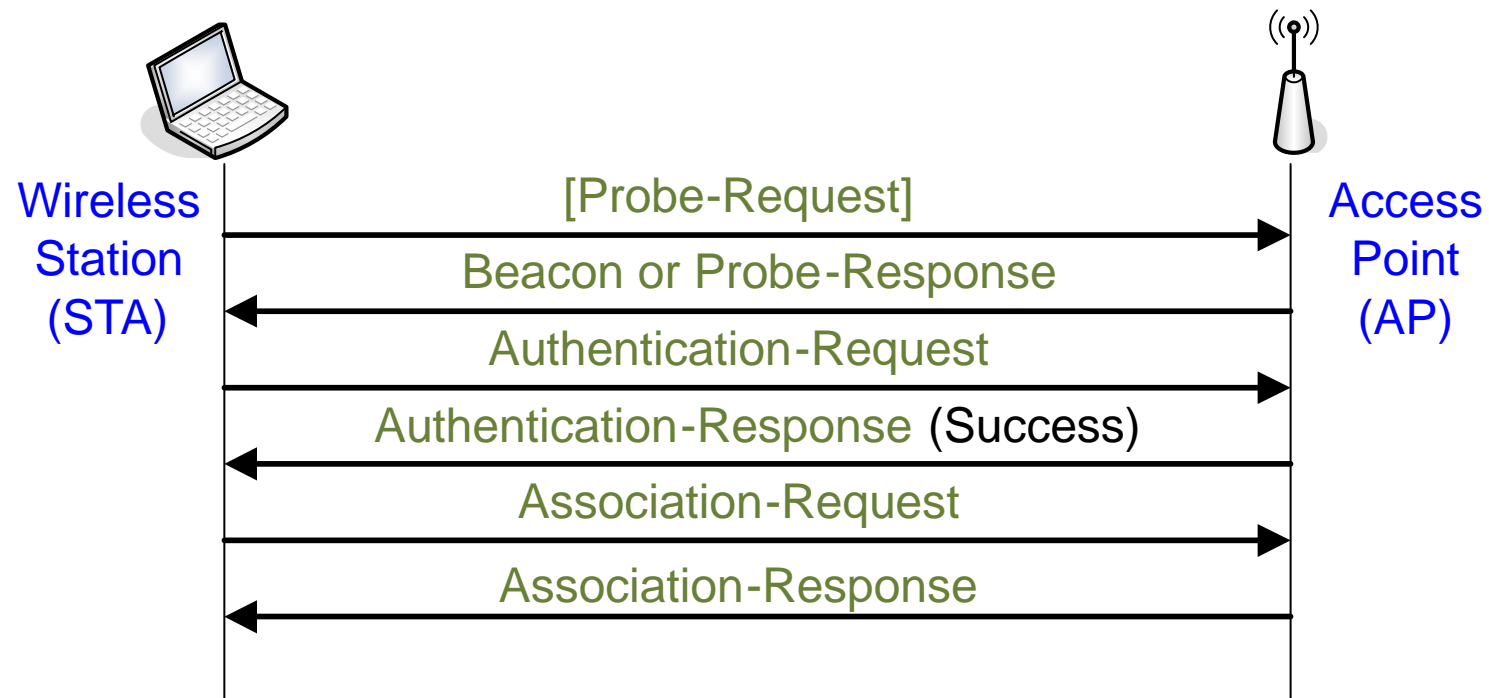 Wireless
Station
(STA)
[Probe-Request]
Access
Point
(AP)
Beacon or Probe-Response
Authentication-Request
Authentication-Response (Success)
Association-Request
Association-Response